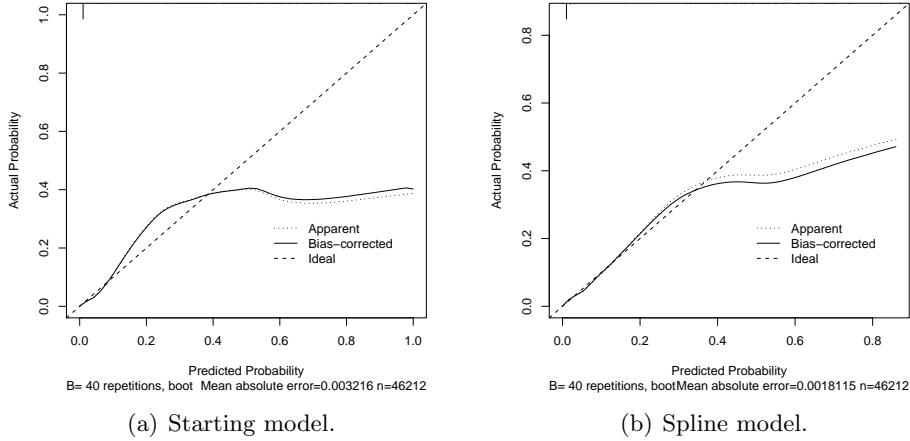 Actual Probability
1.0
0.8
0.6
0.4
0.2
0.0
Apparent
Bias−corrected
Ideal
0.0 0.2 0.4 0.6 0.8 1.0
Predicted Probability
B= 40 repetitions, boot Mean absolute error=0.003216 n=46212
(a) Starting model.
Actual Probability
0.8
0.6
0.4
0.2
0.0
Apparent
Bias−corrected
Ideal
0.0 0.2 0.4 0.6 0.8
Predicted Probability
B= 40 repetitions, bootMean absolute error=0.0018115 n=46212
(b) Spline model.